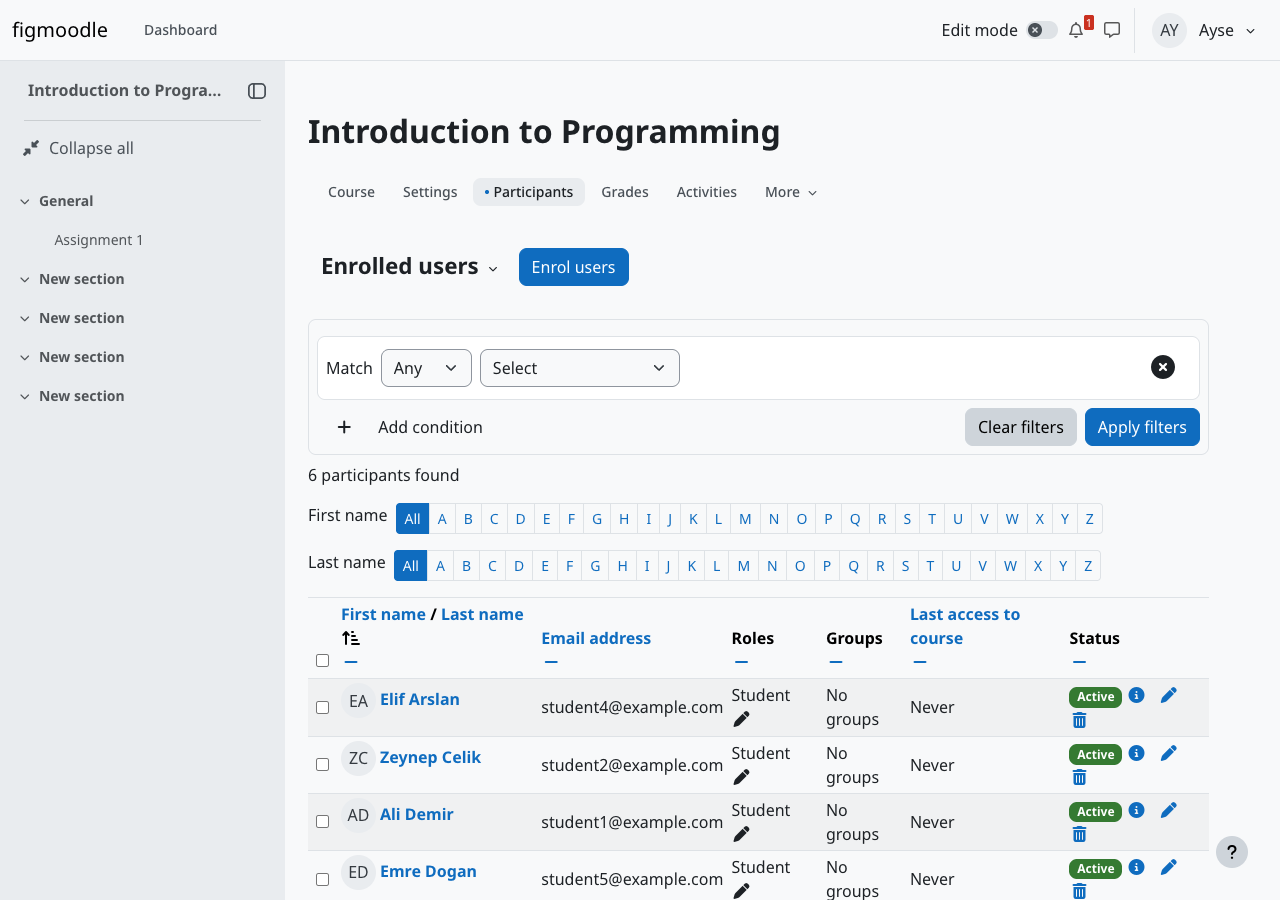 figmoodle Dashboard Edit mode 1 AY Ayse
Introduction to Progra...
Collapse all
General
Assignment 1
New section
New section
New section
New section
Introduction to Programming
Course Settings Participants Grades Activities More
Enrolled users Enrol users
Match Any Select
Add condition Clear filters Apply filters
6 participants found
First name All A B C D E F G H I J K L M N O P Q R S T U V W X Y Z
Last name All A B C D E F G H I J K L M N O P Q R S T U V W X Y Z
First name / Last name Email address Roles Groups Last access to course Status
EA Elif Arslan student4@example.com Student No groups Never Active
ZC Zeynep Celik student2@example.com Student No groups Never Active
AD Ali Demir student1@example.com Student No groups Never Active
ED Emre Dogan student5@example.com Student No groups Never Active
?